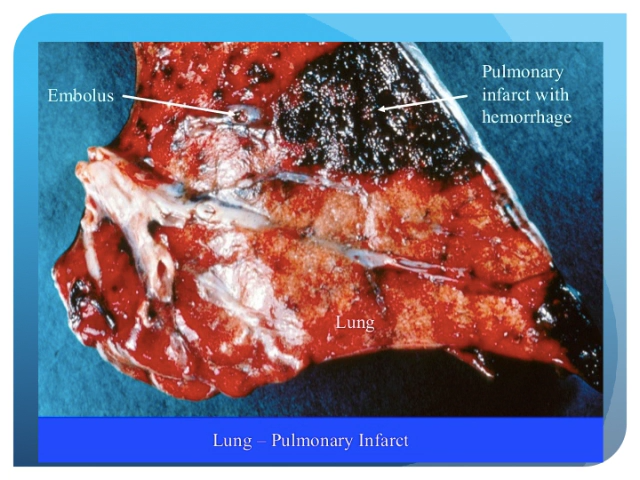 Embolus
Pulmonary
infarct with
hemorrhage
Lung
Lung – Pulmonary Infarct